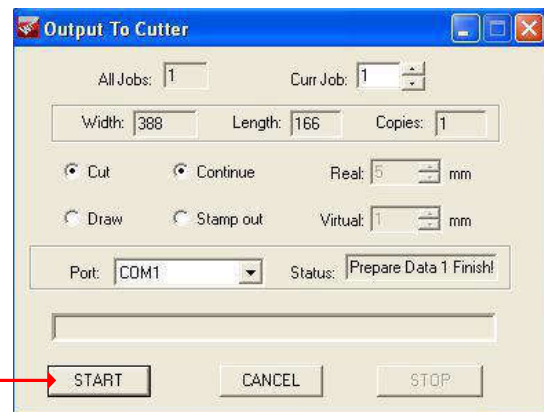 Output To Cutter
All Jobs: 1 Curr Job: 1
Width: 388 Length: 166 Copies: 1
Cut Continue Real: 5 mm
Draw Stamp out Virtual: 1 mm
Port: COM1 Status: Prepare Data 1 Finish!
START CANCEL STOP